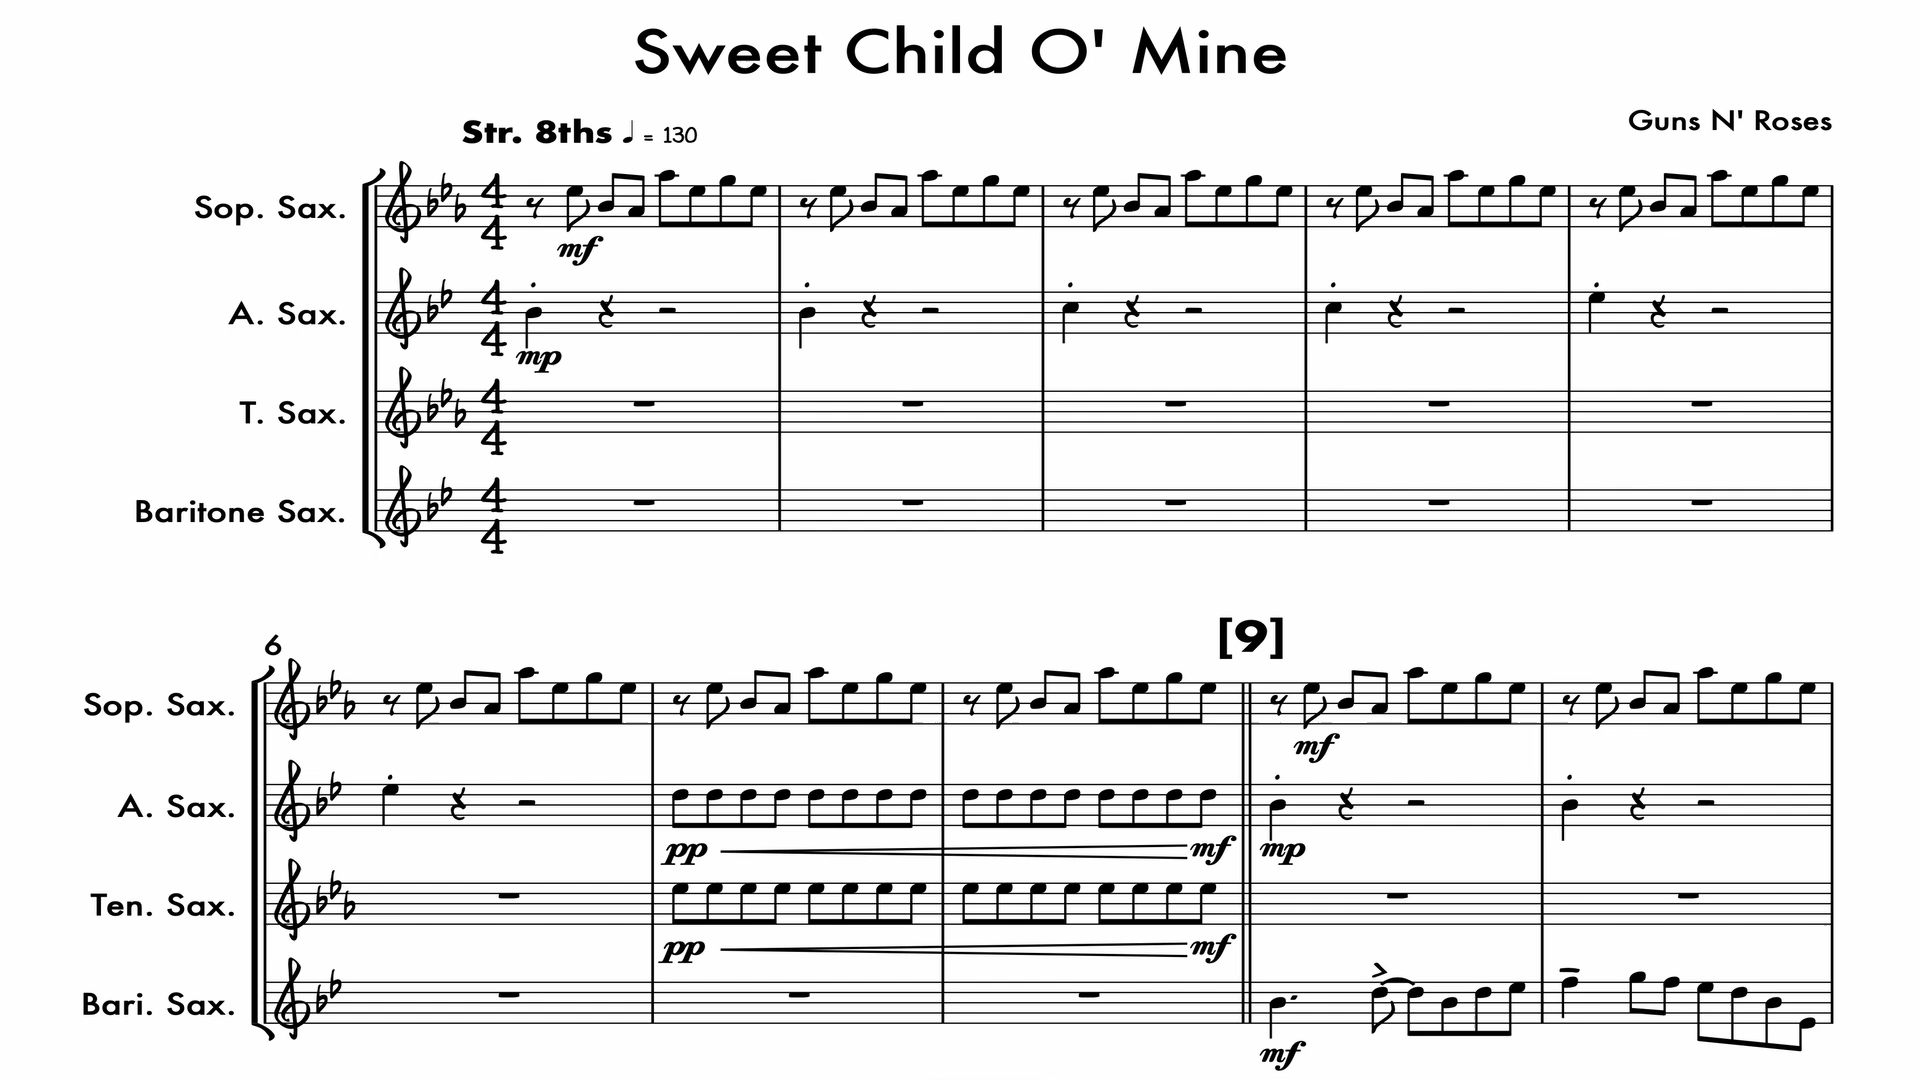 Sweet Child O' Mine
Guns N' Roses
Str. 8ths ♩ = 130
Sop. Sax.
mf
A. Sax.
mp
T. Sax.
Baritone Sax.
6
[9]
Sop. Sax.
mf
A. Sax.
pp mf mp
Ten. Sax.
pp mf
Bari. Sax.
mf